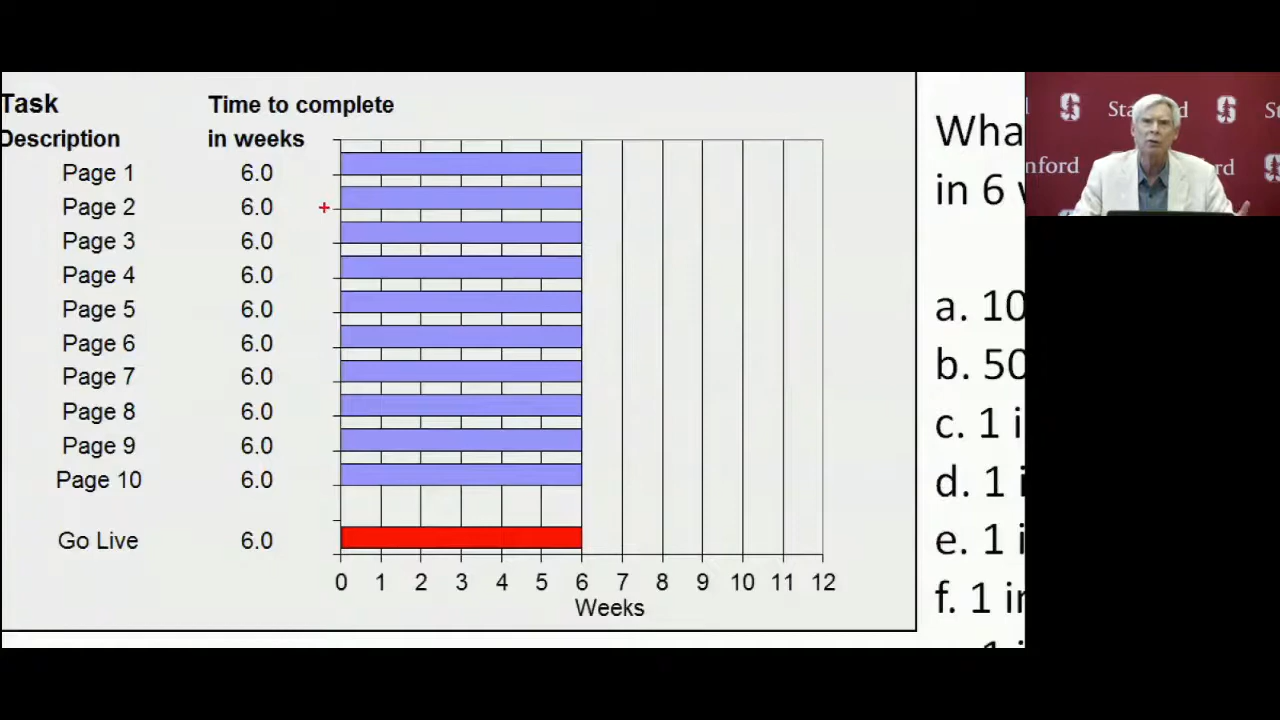 Task Time to complete
Description in weeks
Page 1 6.0
Page 2 6.0
Page 3 6.0
Page 4 6.0
Page 5 6.0
Page 6 6.0
Page 7 6.0
Page 8 6.0
Page 9 6.0
Page 10 6.0
Go Live 6.0
0 1 2 3 4 5 6 7 8 9 10 11 12
Weeks
in 6
a. 10
b. 50
c. 1
d. 1
e. 1
f. 1